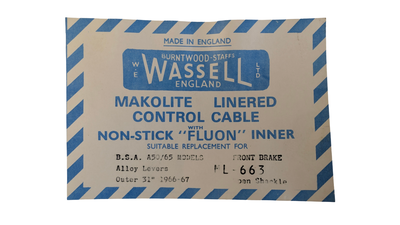 MADE IN ENGLAND
BURNTWOOD-STAFFS
W E WASSELL LTD.
ENGLAND
MAKOLITE LINERED
CONTROL CABLE
WITH
NON-STICK "FLUON" INNER
SUITABLE REPLACEMENT FOR
B.S.A. A50/65 MODELS FRONT BRAKE
Alloy Levers ML-663
Outer 31" 1966-67 Shackle